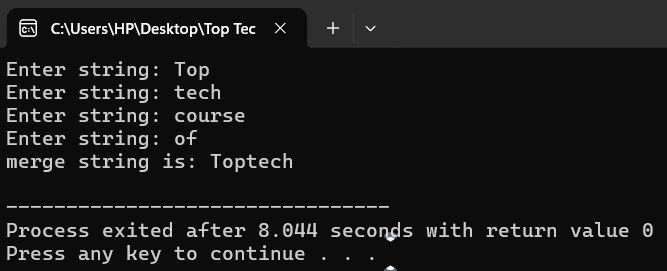 C:\Users\HP\Desktop\Top Tec
Enter string: Top
Enter string: tech
Enter string: course
Enter string: of
merge string is: Toptech
--------------------------------
Process exited after 8.044 seconds with return value 0
Press any key to continue . . .